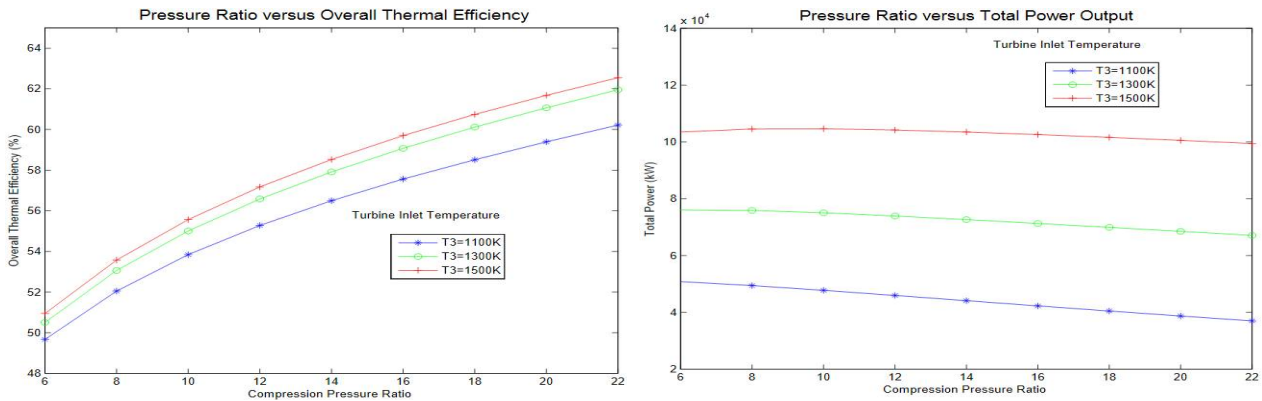 Pressure Ratio versus Overall Thermal Efficiency
64
62
60
58
56
54
52
50
48
Overall Thermal Efficiency (%)
Turbine Inlet Temperature
T3=1100K
T3=1300K
T3=1500K
6 8 10 12 14 16 18 20 22
Compression Pressure Ratio
Pressure Ratio versus Total Power Output
x 10⁴
14
12
10
8
6
4
2
Total Power (kW)
Turbine Inlet Temperature
T3=1100K
T3=1300K
T3=1500K
6 8 10 12 14 16 18 20 22
Compression Pressure Ratio